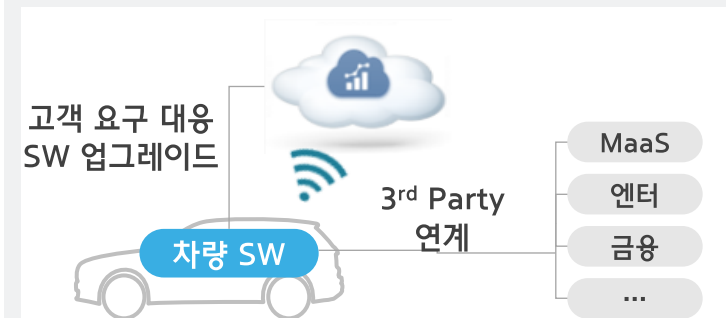 고객 요구 대응
SW 업그레이드
3rd Party
연계
차량 SW
MaaS
엔터
금융
...